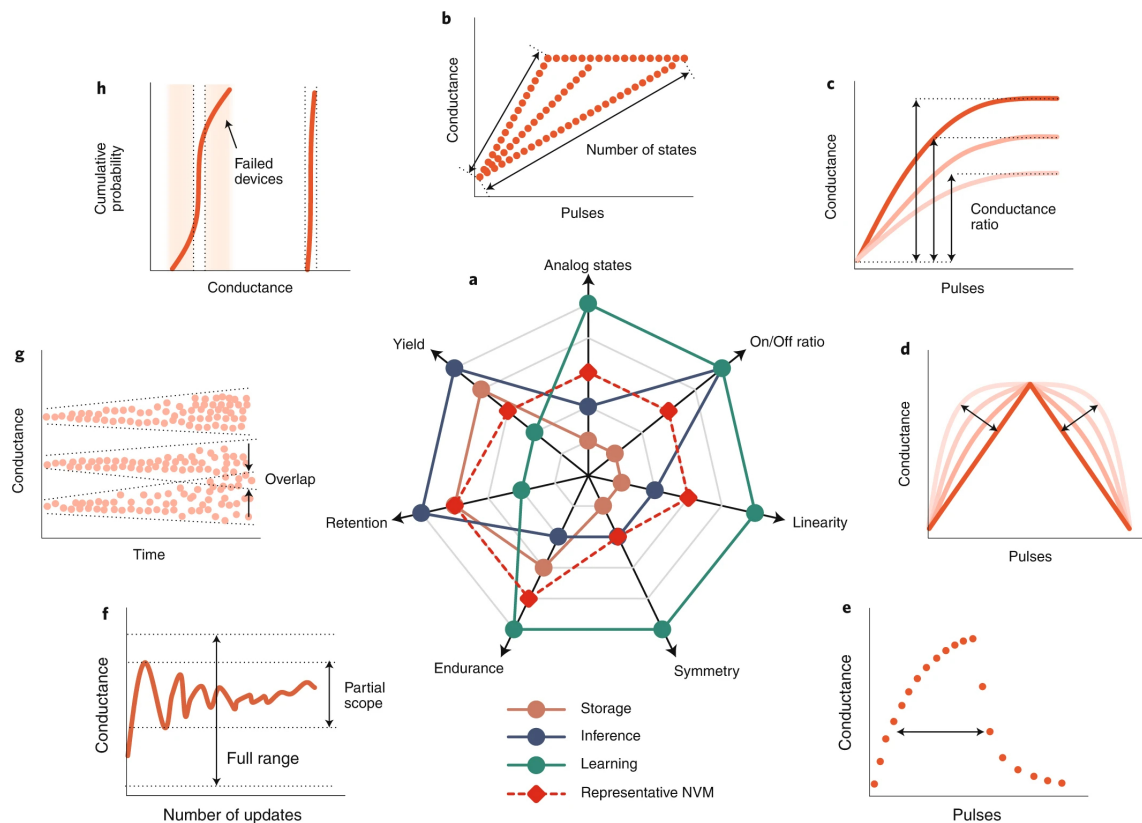 a
Analog states
On/Off ratio
Linearity
Symmetry
Endurance
Retention
Yield
Storage
Inference
Learning
Representative NVM
b
Conductance
Number of states
Pulses
c
Conductance
Conductance
ratio
Pulses
d
Conductance
Pulses
e
Conductance
Pulses
f
Conductance
Partial
scope
Full range
Number of updates
g
Conductance
Overlap
Time
h
Cumulative
probability
Failed
devices
Conductance